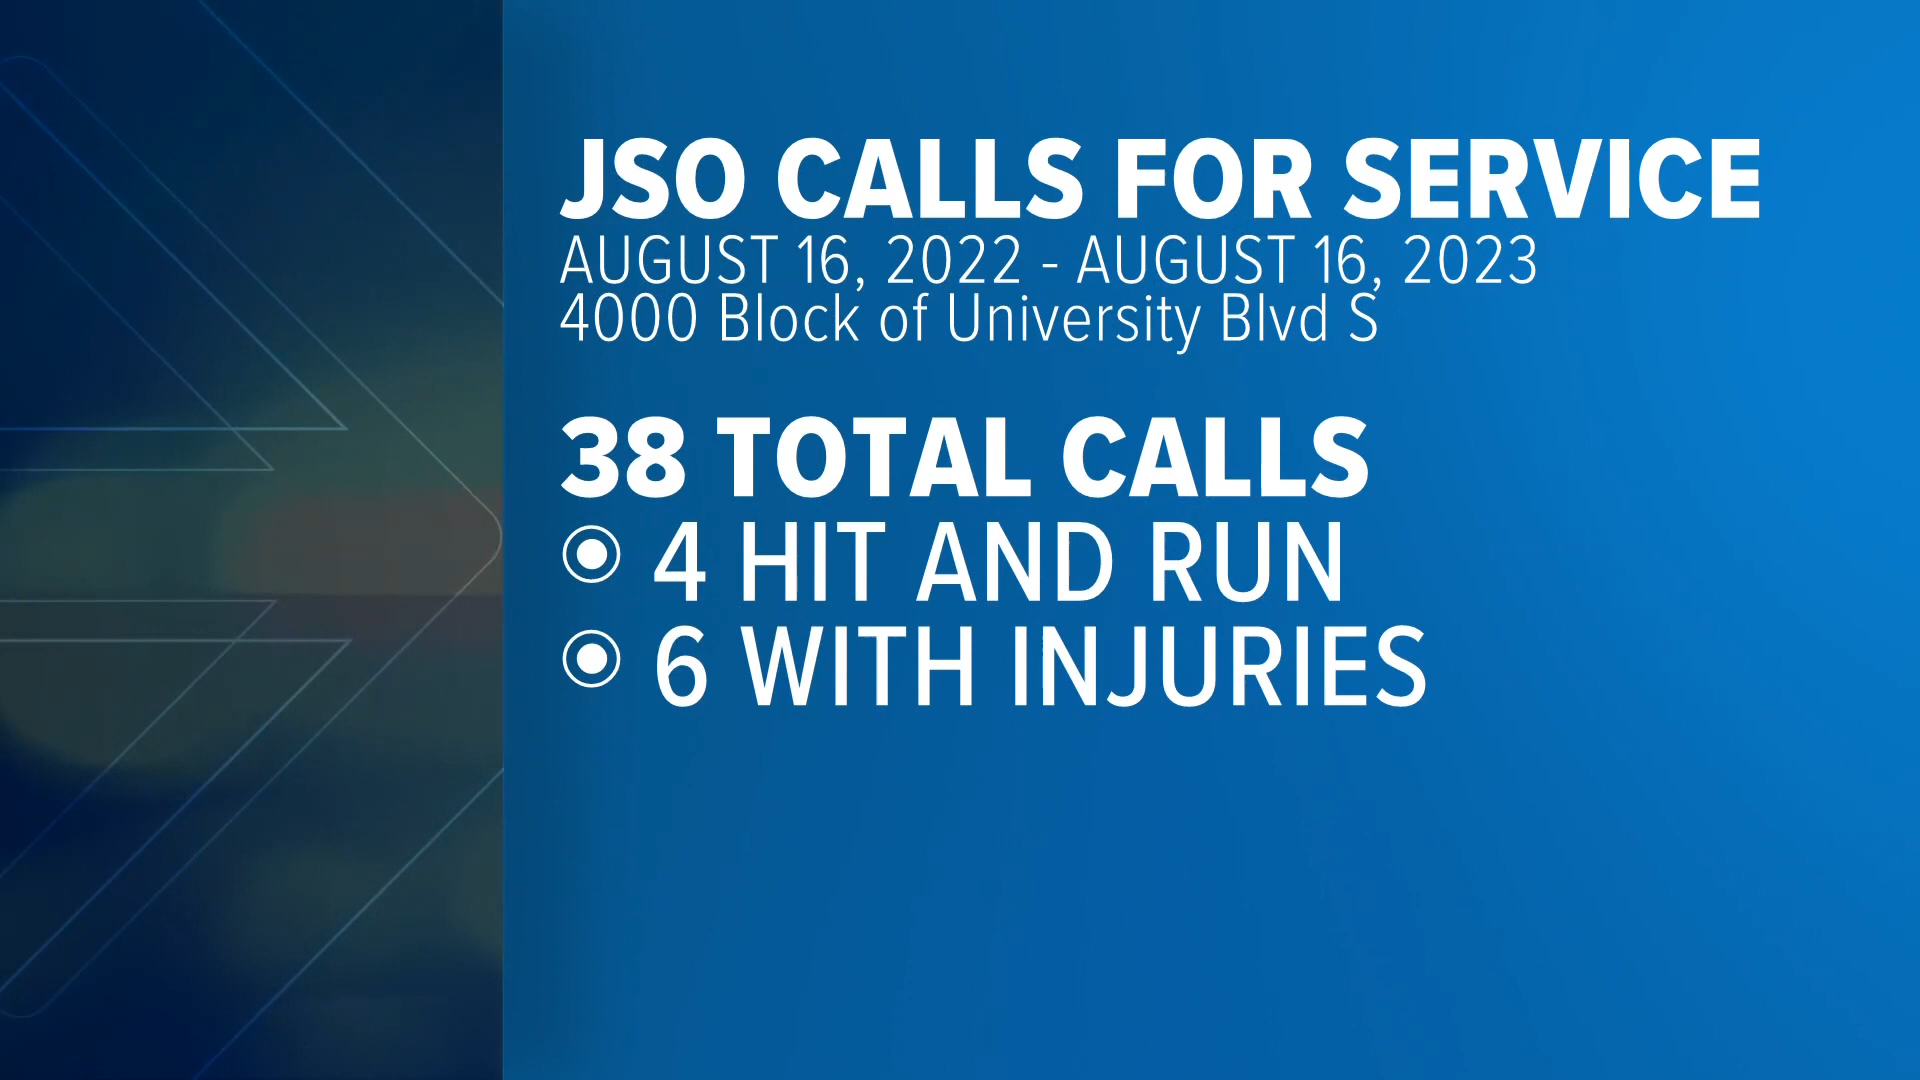 JSO CALLS FOR SERVICE
AUGUST 16, 2022 - AUGUST 16, 2023
4000 Block of University Blvd S
38 TOTAL CALLS
4 HIT AND RUN
6 WITH INJURIES